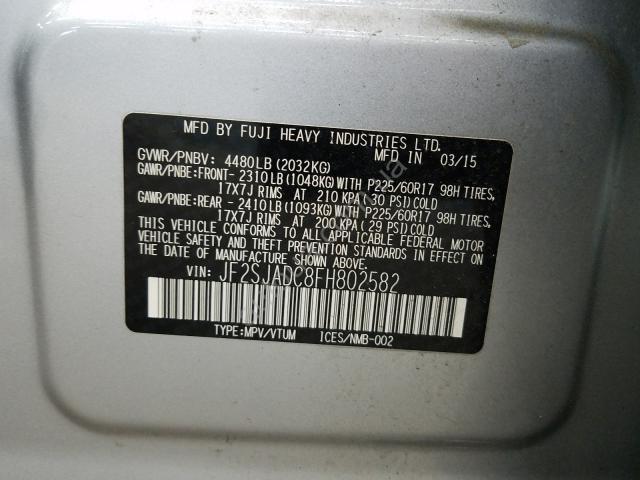 MFD BY FUJI HEAVY INDUSTRIES LTD.
GVWR/PNBV: 4480LB (2032KG) MFD IN 03/15
GAWR/PNBE:FRONT- 2310LB(1048KG)WITH P225/60R17 98H TIRES,
17X7J RIMS AT 210 KPA( 30 PSI)COLD
GAWR/PNBE:REAR - 2410LB(1093KG)WITH P225/60R17 98H TIRES,
17X7J RIMS AT 200 KPA( 29 PSI)COLD
THIS VEHICLE CONFORMS TO ALL APPLICABLE FEDERAL MOTOR
VEHICLE SAFETY AND THEFT PREVENTION STANDARDS IN EFFECT ON
THE DATE OF MANUFACTURE SHOWN ABOVE.
VIN: JF2SJADC8FH802582
TYPE:MPV/VTUM ICES/NMB-002